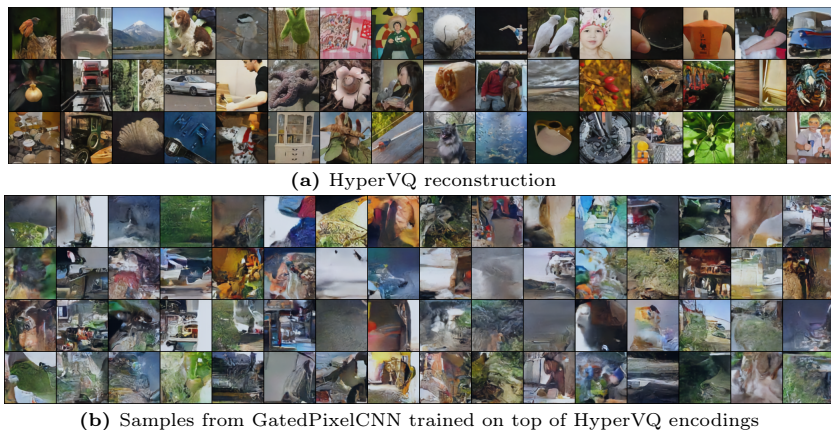 (a) HyperVQ reconstruction
(b) Samples from GatedPixelCNN trained on top of HyperVQ encodings